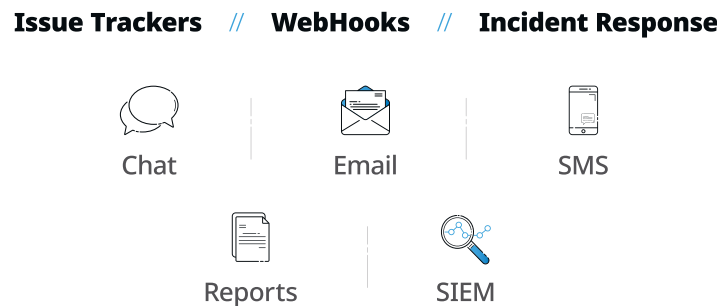 Issue Trackers // WebHooks // Incident Response
Chat Email SMS
Reports SIEM